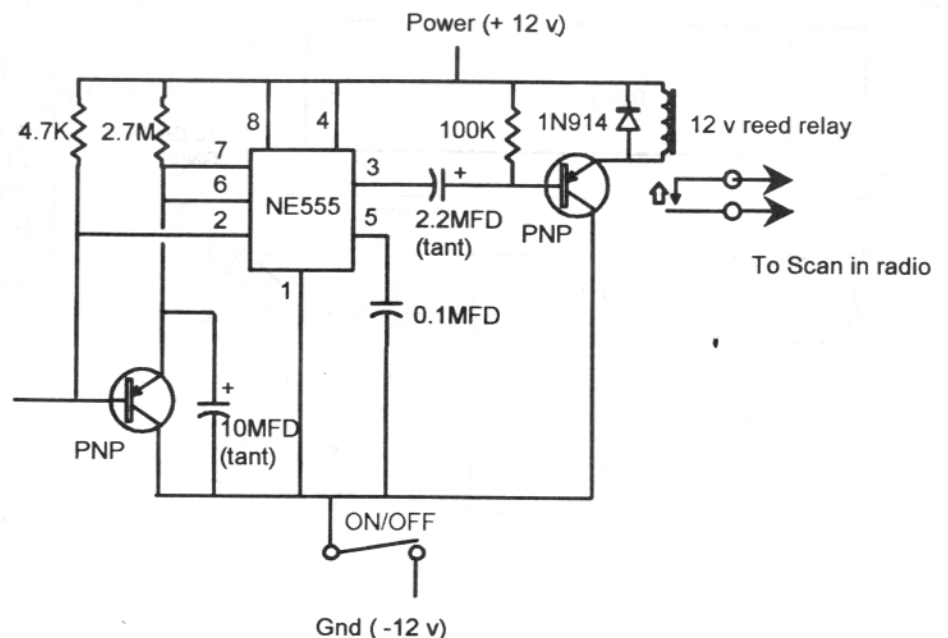 Power (+ 12 v)
4.7K
2.7M
8
4
100K
1N914
12 v reed relay
7
6
2
NE555
3
5
+
2.2MFD
(tant)
PNP
To Scan in radio
1
0.1MFD
+
10MFD
(tant)
PNP
ON/OFF
Gnd ( -12 v)